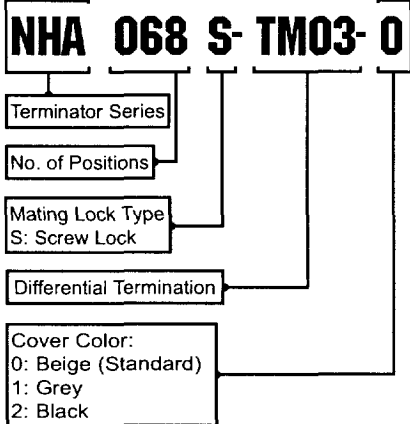 NHA 068 S- TM03- 0
Terminator Series
No. of Positions
Mating Lock Type
S: Screw Lock
Differential Termination
Cover Color:
0: Beige (Standard)
1: Grey
2: Black